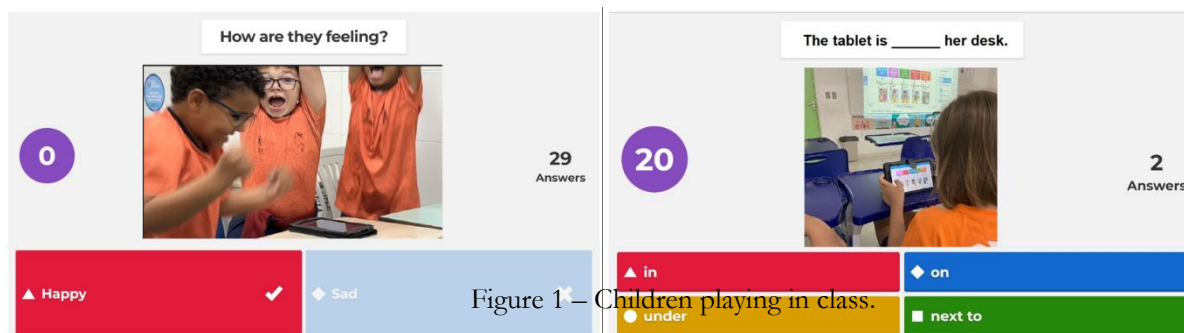 How are they feeling?
0
29
Answers
Happy
Sad
The tablet is ______ her desk.
20
2
Answers
in
on
under
next to
Figure 1 – Children playing in class.